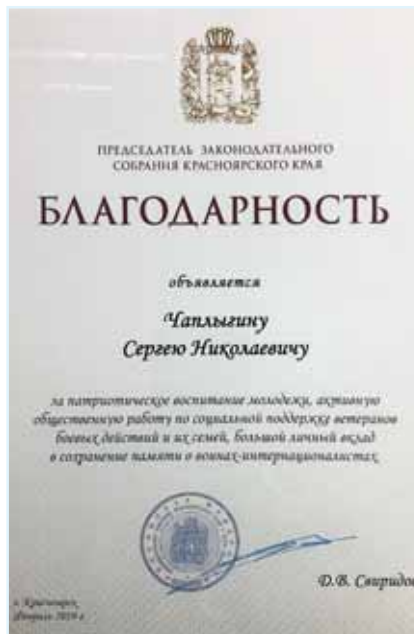 ПРЕДСЕДАТЕЛЬ ЗАКОНОДАТЕЛЬНОГО
СОБРАНИЯ КРАСНОЯРСКОГО КРАЯ
БЛАГОДАРНОСТЬ
объявляется
Чаплыгину
Сергею Николаевичу
за патриотическое воспитание молодежи, активную
общественную работу по социальной поддержке ветеранов
боевых действий и их семей, большой личный вклад
в сохранение памяти о воинах-интернационалистах
Д.В. Свиридов
г. Красноярск